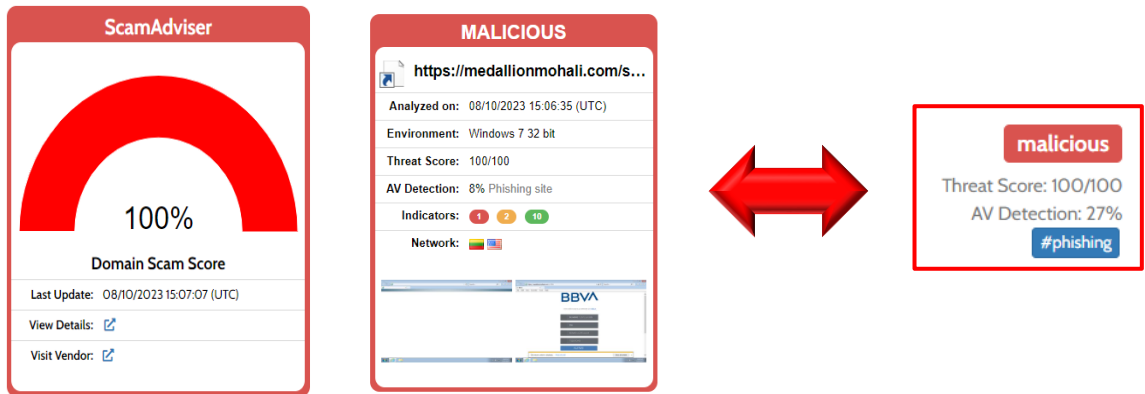 ScamAdviser
100%
Domain Scam Score
Last Update: 08/10/2023 15:07:07 (UTC)
View Details:
Visit Vendor:
MALICIOUS
https://medallionmohali.com/s...
Analyzed on: 08/10/2023 15:06:35 (UTC)
Environment: Windows 7 32 bit
Threat Score: 100/100
AV Detection: 8% Phishing site
Indicators: 1 2 10
Network:
BBVA
malicious
Threat Score: 100/100
AV Detection: 27%
#phishing